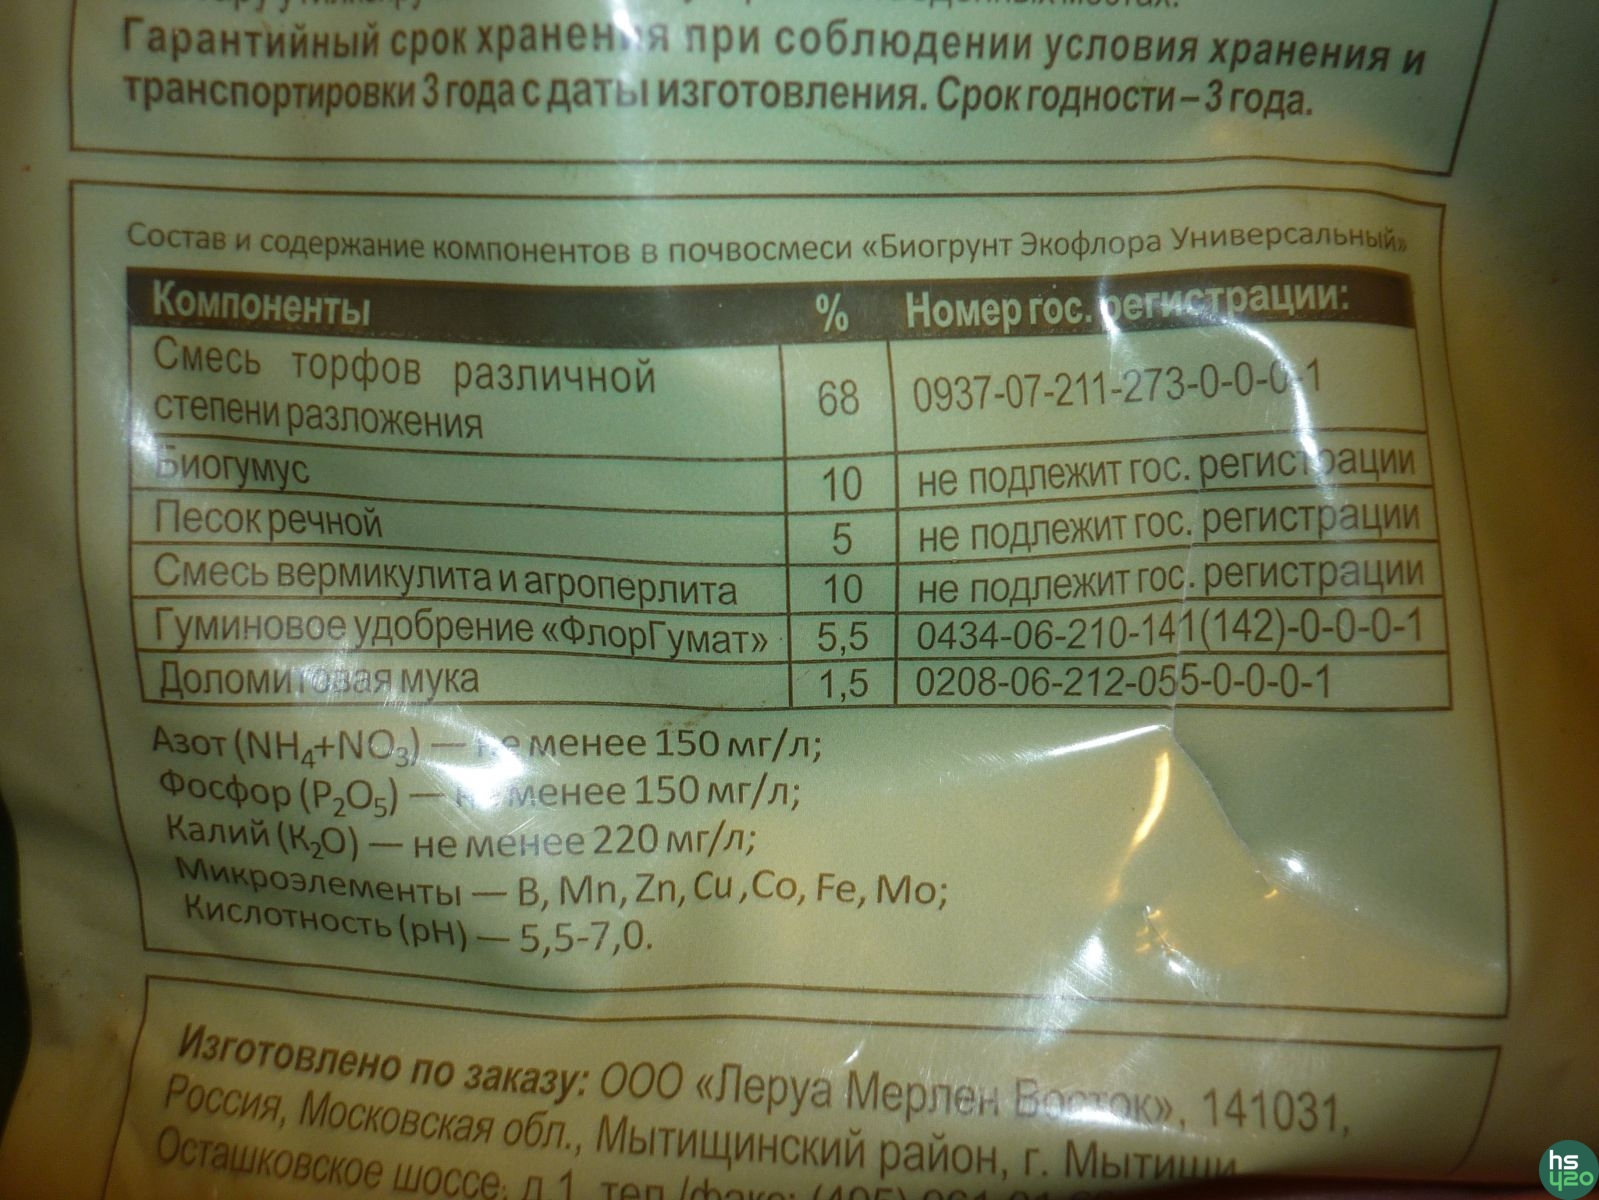 Гарантийный срок хранения при соблюдении условия хранения и
транспортировки 3 года с даты изготовления. Срок годности – 3 года.
Состав и содержание компонентов в почвосмеси «Биогрунт Экофлора Универсальный»
Компоненты % Номер гос. регистрации:
Смесь торфов различной
степени разложения 68 0937-07-211-273-0-0-0-1
Биогумус 10 не подлежит гос. регистрации
Песок речной 5 не подлежит гос. регистрации
Смесь вермикулита и агроперлита 10 не подлежит гос. регистрации
Гуминовое удобрение «ФлорГумат» 5,5 0434-06-210-141(142)-0-0-0-1
Доломитовая мука 1,5 0208-06-212-055-0-0-0-1
Азот (NH₄+NO₃) — не менее 150 мг/л;
Фосфор (P₂O₅) — не менее 150 мг/л;
Калий (K₂O) — не менее 220 мг/л;
Микроэлементы — B, Mn, Zn, Cu ,Co, Fe, Mo;
Кислотность (pH) — 5,5-7,0.
Изготовлено по заказу: ООО «Леруа Мерлен Восток», 141031,
Россия, Московская обл., Мытищинский район, г. Мытищи,
Осташковское шоссе, д.1, тел./факс: (495)
hs
420